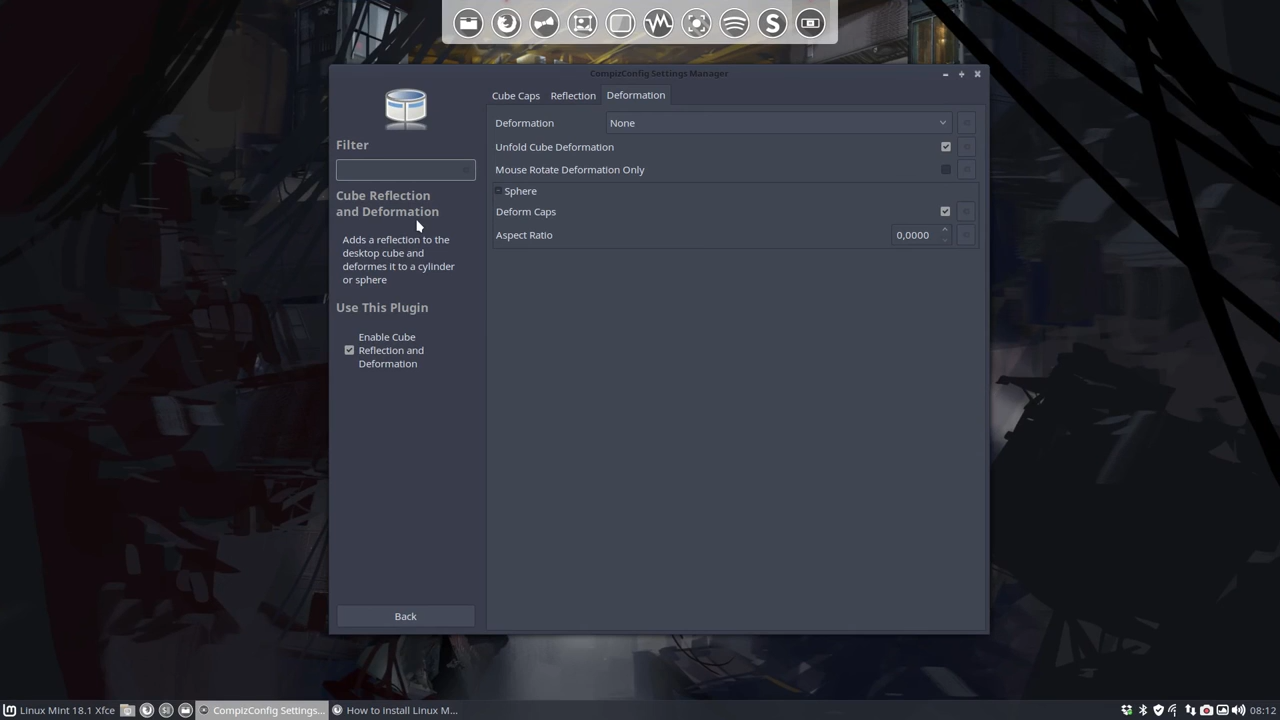 CompizConfig Settings Manager
Cube Caps
Reflection
Deformation
Filter
Cube Reflection
and Deformation
Adds a reflection to the
desktop cube and
deformes it to a cylinder
or sphere
Use This Plugin
Enable Cube
Reflection and
Deformation
Back
Deformation
None
Unfold Cube Deformation
Mouse Rotate Deformation Only
Sphere
Deform Caps
Aspect Ratio
0,0000
Linux Mint 18.1 Xfce
CompizConfig Settings...
How to install Linux M...
08:12